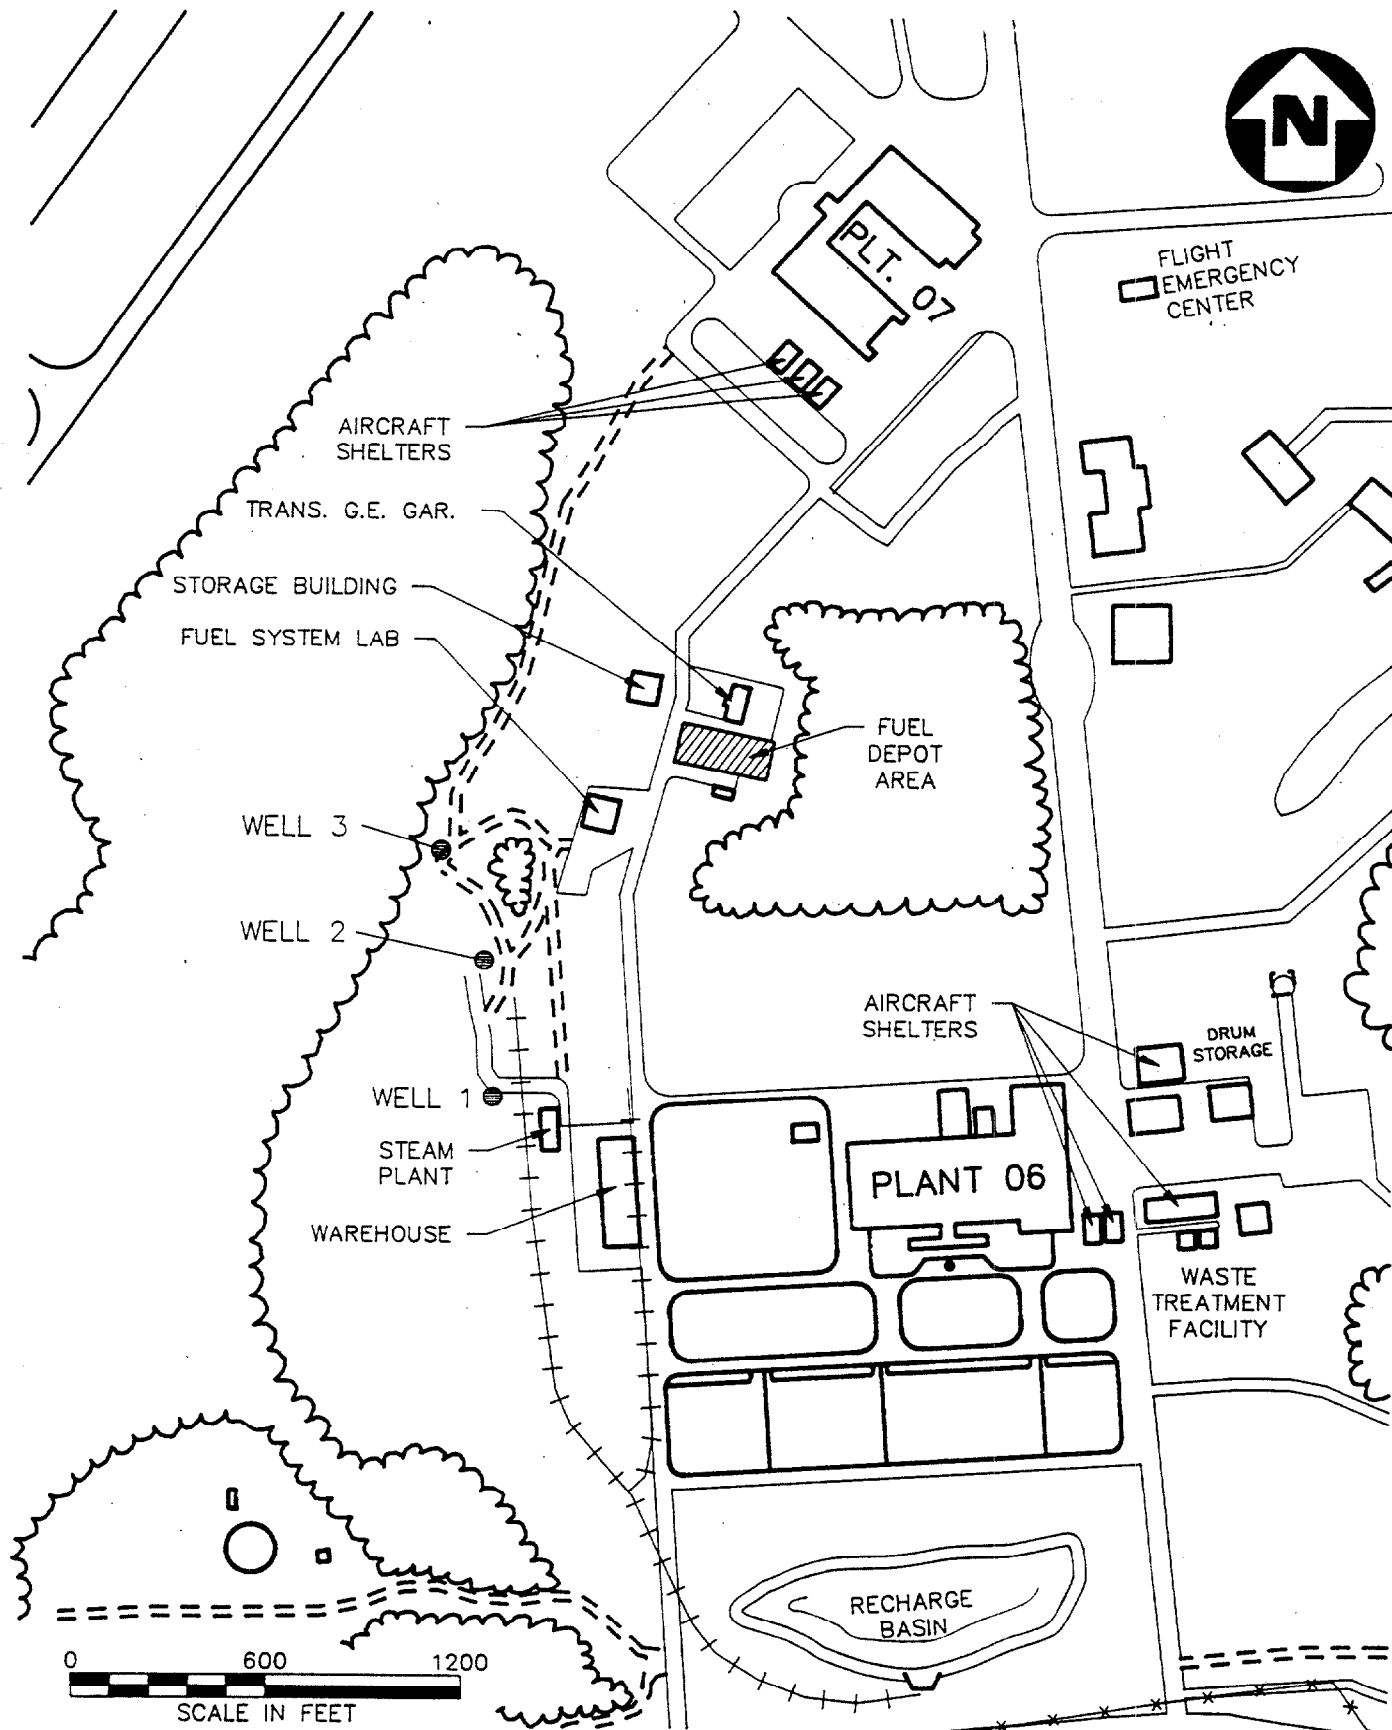 N
PLT. 07
FLIGHT
EMERGENCY
CENTER
AIRCRAFT
SHELTERS
TRANS. G.E. GAR.
STORAGE BUILDING
FUEL SYSTEM LAB
FUEL
DEPOT
AREA
WELL 3
WELL 2
AIRCRAFT
SHELTERS
DRUM
STORAGE
WELL 1
STEAM
PLANT
PLANT 06
WAREHOUSE
WASTE
TREATMENT
FACILITY
RECHARGE
BASIN
0 600 1200
SCALE IN FEET